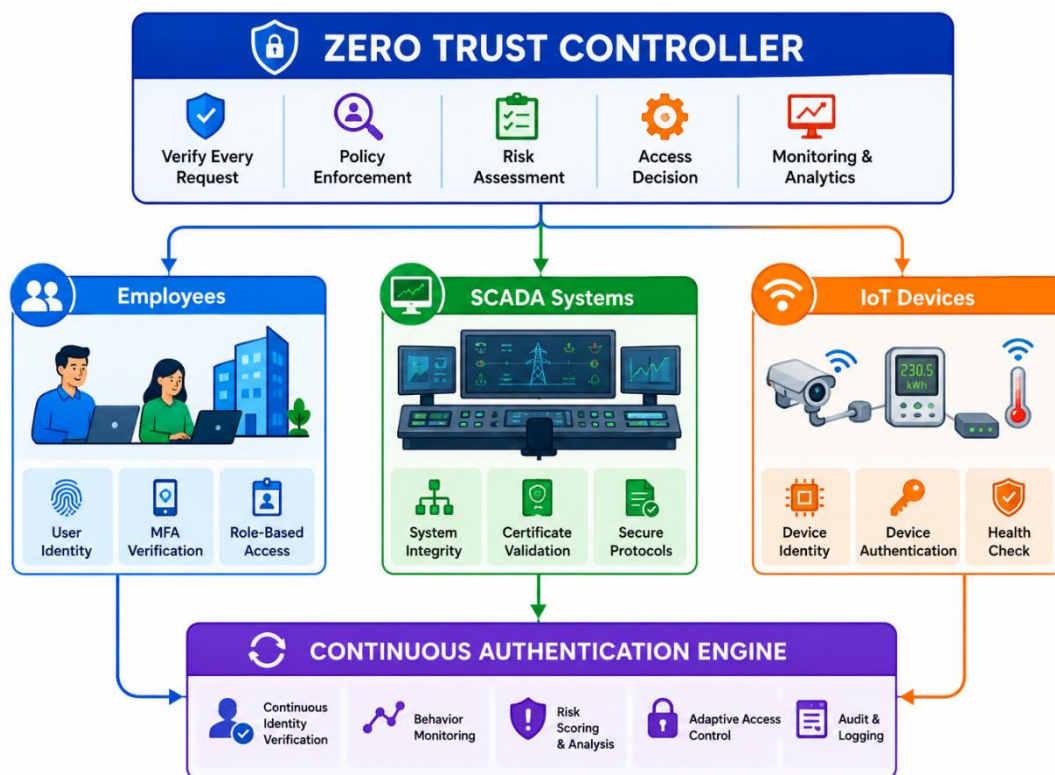 ZERO TRUST CONTROLLER
Verify Every
Request
Policy
Enforcement
Risk
Assessment
Access
Decision
Monitoring &
Analytics
Employees
User
Identity
MFA
Verification
Role-Based
Access
SCADA Systems
System
Integrity
Certificate
Validation
Secure
Protocols
IoT Devices
230.5
kWh
Device
Identity
Device
Authentication
Health
Check
CONTINUOUS AUTHENTICATION ENGINE
Continuous
Identity
Verification
Behavior
Monitoring
Risk
Scoring
& Analysis
Adaptive Access
Control
Audit &
Logging